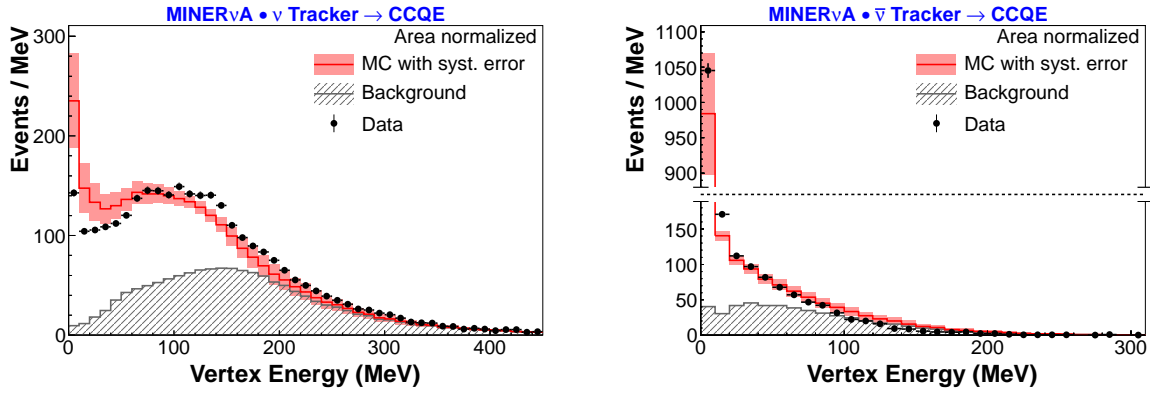 MINERνA • ν Tracker → CCQE
Area normalized
MC with syst. error
Background
Data
Events / MeV
300
200
100
0
0 100 200 300 400
Vertex Energy (MeV)
MINERνA • ν̄ Tracker → CCQE
Area normalized
MC with syst. error
Background
Data
Events / MeV
1100
1050
1000
950
900
150
100
50
0
0 100 200 300
Vertex Energy (MeV)